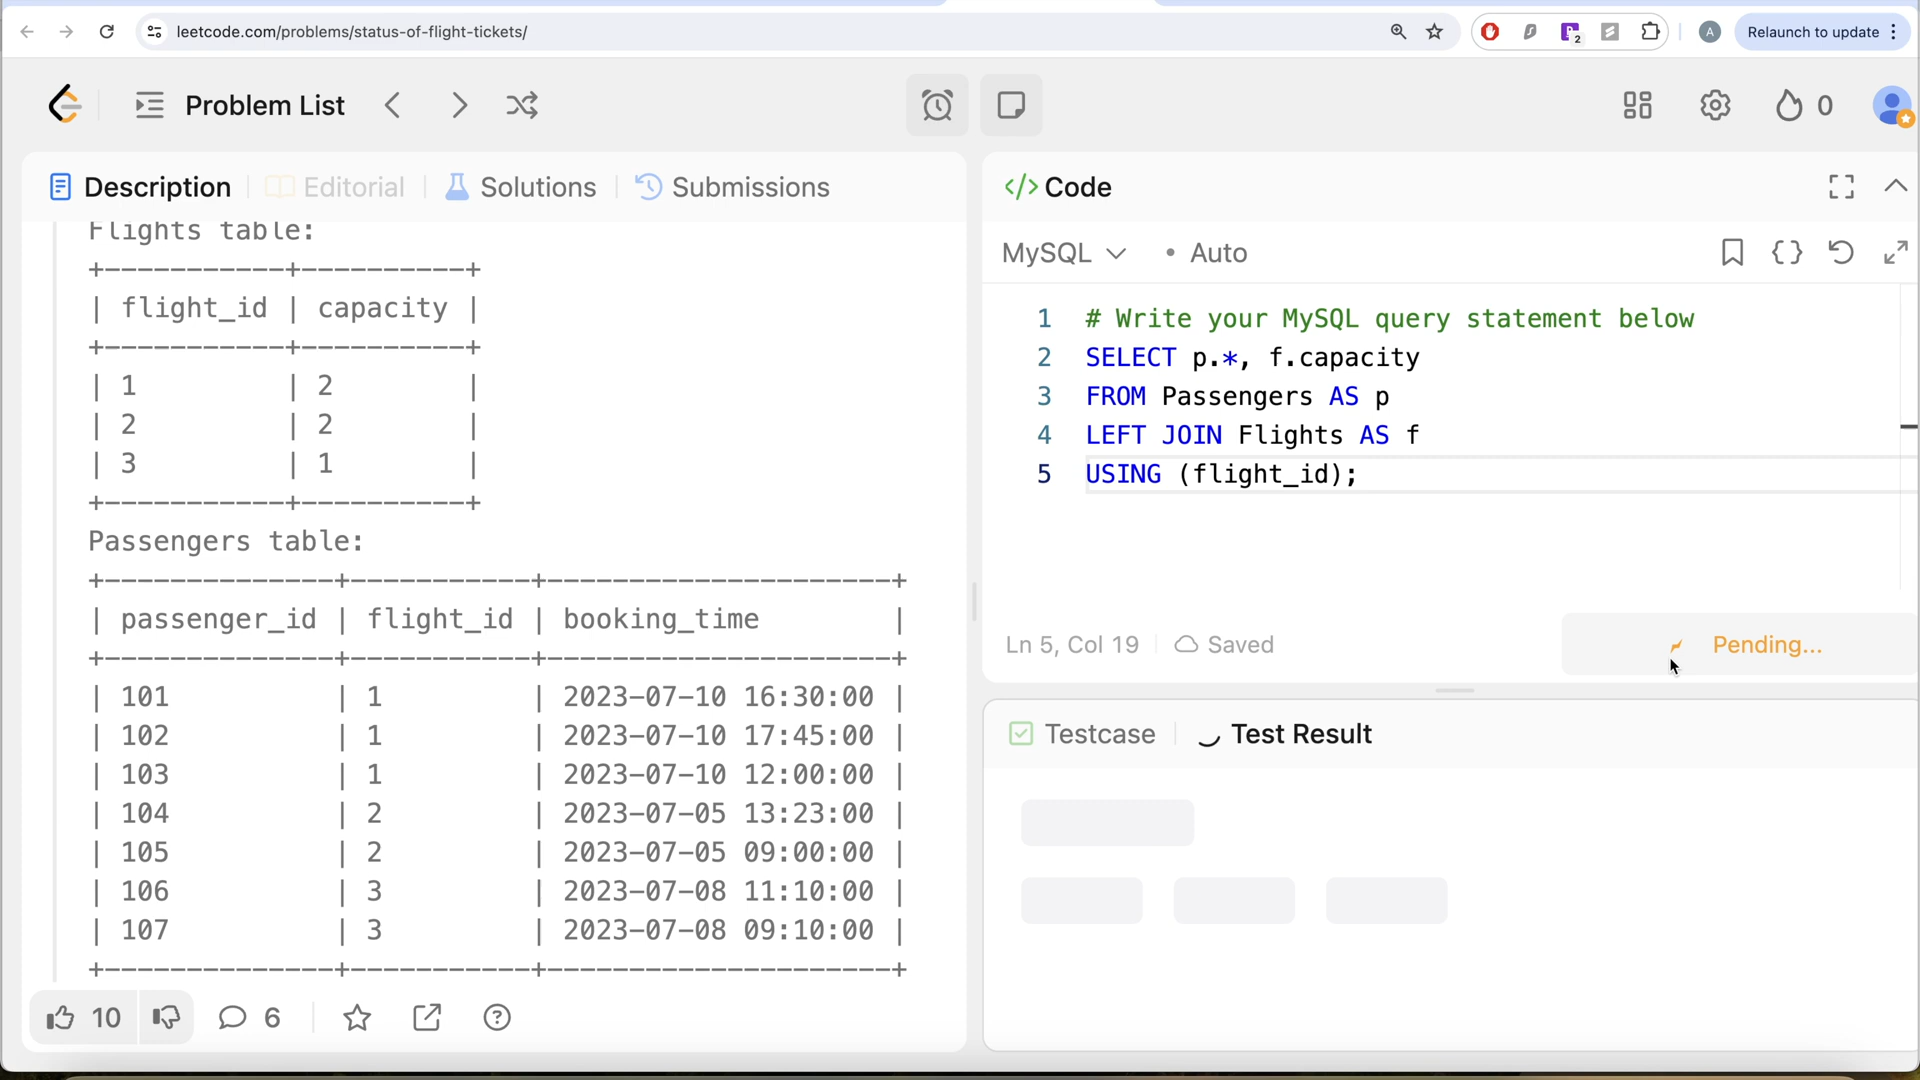 leetcode.com/problems/status-of-flight-tickets/
2
A
Relaunch to update
Problem List
0
Description
Editorial
Solutions
Submissions
Flights table:
+------------+----------+
| flight_id | capacity |
+------------+----------+
| 1 | 2 |
| 2 | 2 |
| 3 | 1 |
+------------+----------+
Passengers table:
+---------------+------------+----------------------+
| passenger_id | flight_id | booking_time |
+---------------+------------+----------------------+
| 101 | 1 | 2023-07-10 16:30:00 |
| 102 | 1 | 2023-07-10 17:45:00 |
| 103 | 1 | 2023-07-10 12:00:00 |
| 104 | 2 | 2023-07-05 13:23:00 |
| 105 | 2 | 2023-07-05 09:00:00 |
| 106 | 3 | 2023-07-08 11:10:00 |
| 107 | 3 | 2023-07-08 09:10:00 |
+---------------+------------+----------------------+
10
6
</> Code
MySQL
• Auto
1 # Write your MySQL query statement below
2 SELECT p.*, f.capacity
3 FROM Passengers AS p
4 LEFT JOIN Flights AS f
5 USING (flight_id);
Ln 5, Col 19
Saved
Pending...
Testcase
Test Result